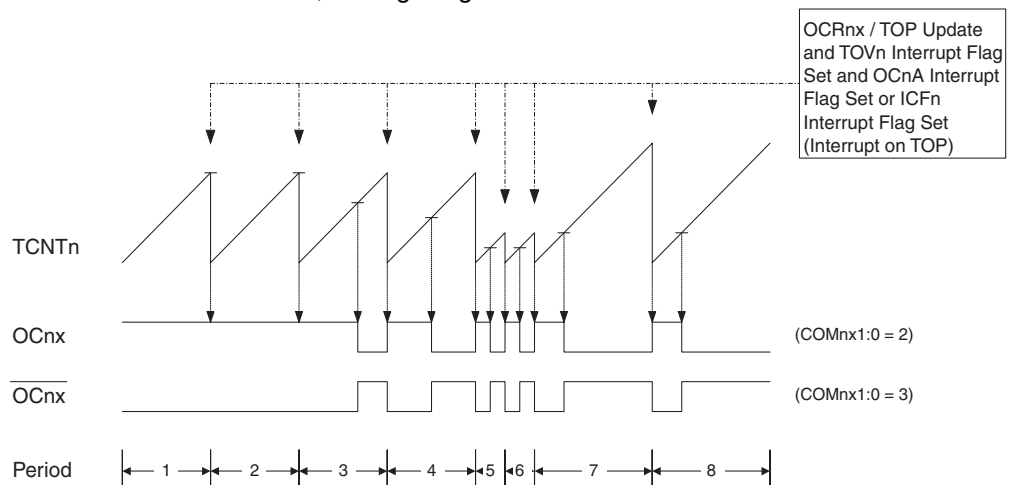 OCRnx / TOP Update
and TOVn Interrupt Flag
Set and OCnA Interrupt
Flag Set or ICFn
Interrupt Flag Set
(Interrupt on TOP)
TCNTn
OCnx (COMnx1:0 = 2)
OCnx (COMnx1:0 = 3)
Period 1 2 3 4 5 6 7 8